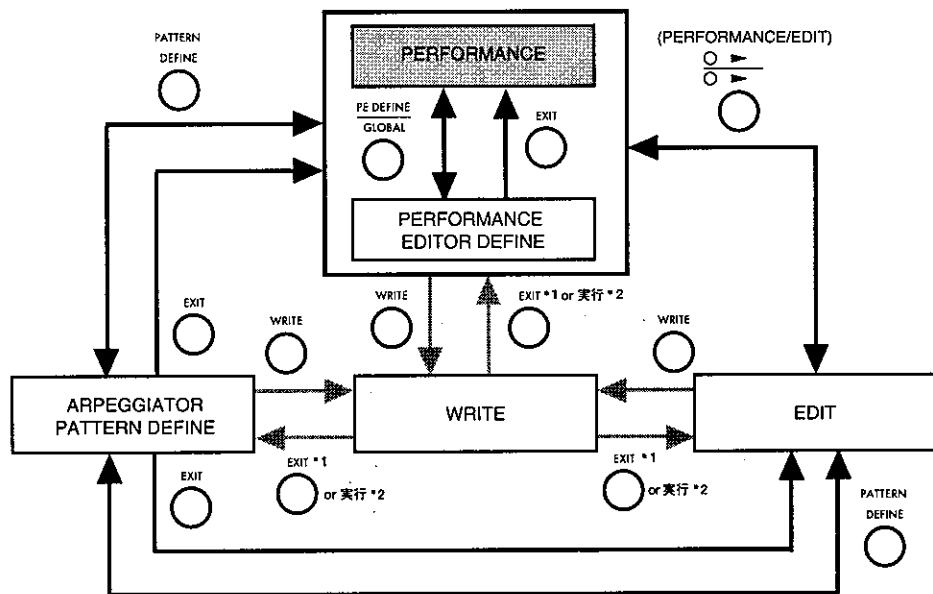 PATTERN
DEFINE
PERFORMANCE
(PERFORMANCE/EDIT)
PE DEFINE
GLOBAL
EXIT
PERFORMANCE
EDITOR DEFINE
EXIT
WRITE
WRITE
EXIT *1 or 実行 *2
WRITE
ARPEGGIATOR
PATTERN DEFINE
WRITE
EDIT
EXIT
EXIT *1
or 実行 *2
EXIT *1
or 実行 *2
PATTERN
DEFINE